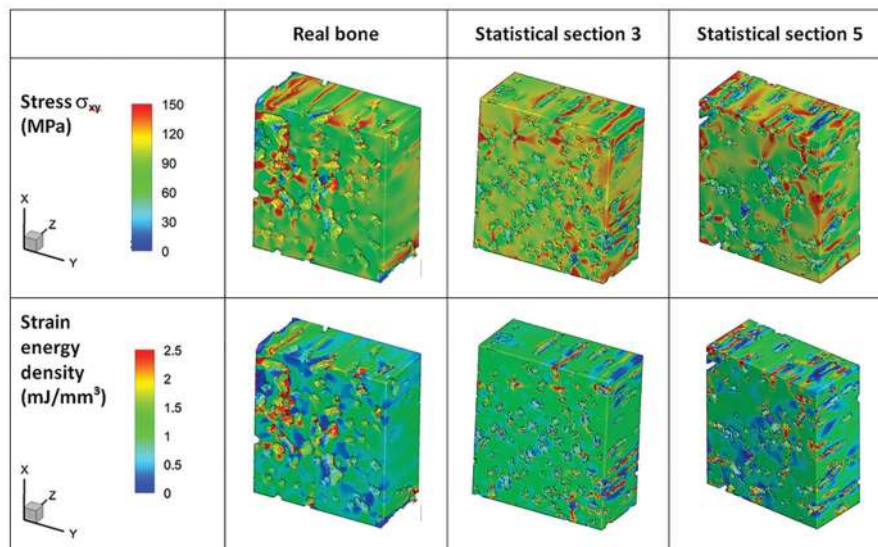 Real bone
Statistical section 3
Statistical section 5
Stress σxy
(MPa)
150
120
90
60
30
0
X
Z
Y
Strain
energy
density
(mJ/mm³)
2.5
2
1.5
1
0.5
0
X
Z
Y